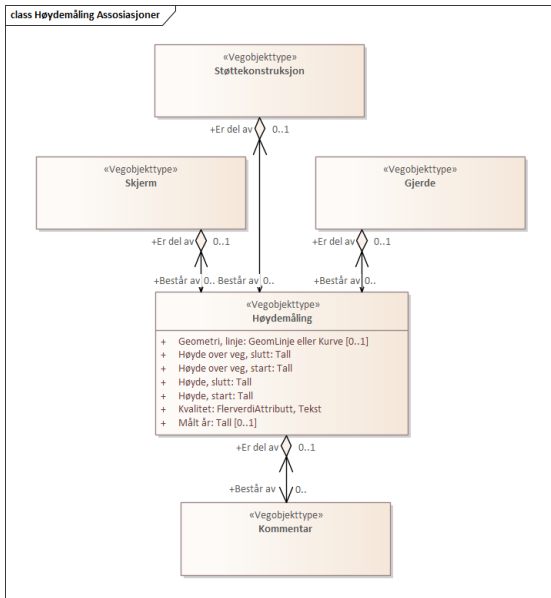 class Høydemåling Assosiasjoner
«Vegobjekttype»
Støttekonstruksjon
+Er del av 0..1
«Vegobjekttype»
Skjerm
«Vegobjekttype»
Gjerde
+Er del av 0..1
+Er del av 0..1
+Består av 0.. Består av 0.. +Består av 0..
«Vegobjekttype»
Høydemåling
+ Geometri, linje: GeomLinje eller Kurve [0..1]
+ Høyde over veg, slutt: Tall
+ Høyde over veg, start: Tall
+ Høyde, slutt: Tall
+ Høyde, start: Tall
+ Kvalitet: FlerverdiAttributt, Tekst
+ Målt år: Tall [0..1]
+Er del av 0..1
+Består av 0..
«Vegobjekttype»
Kommentar